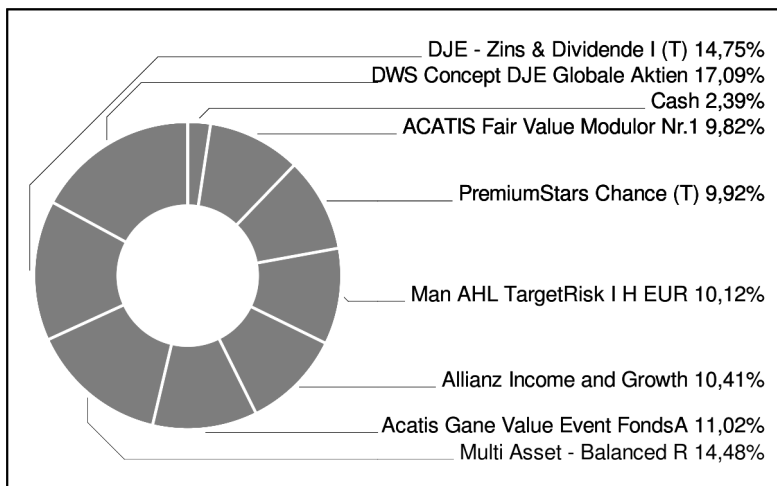 DJE - Zins & Dividende I (T) 14,75%
DWS Concept DJE Globale Aktien 17,09%
Cash 2,39%
ACATIS Fair Value Modulor Nr.1 9,82%
PremiumStars Chance (T) 9,92%
Man AHL TargetRisk I H EUR 10,12%
Allianz Income and Growth 10,41%
Acatis Gane Value Event FondsA 11,02%
Multi Asset - Balanced R 14,48%